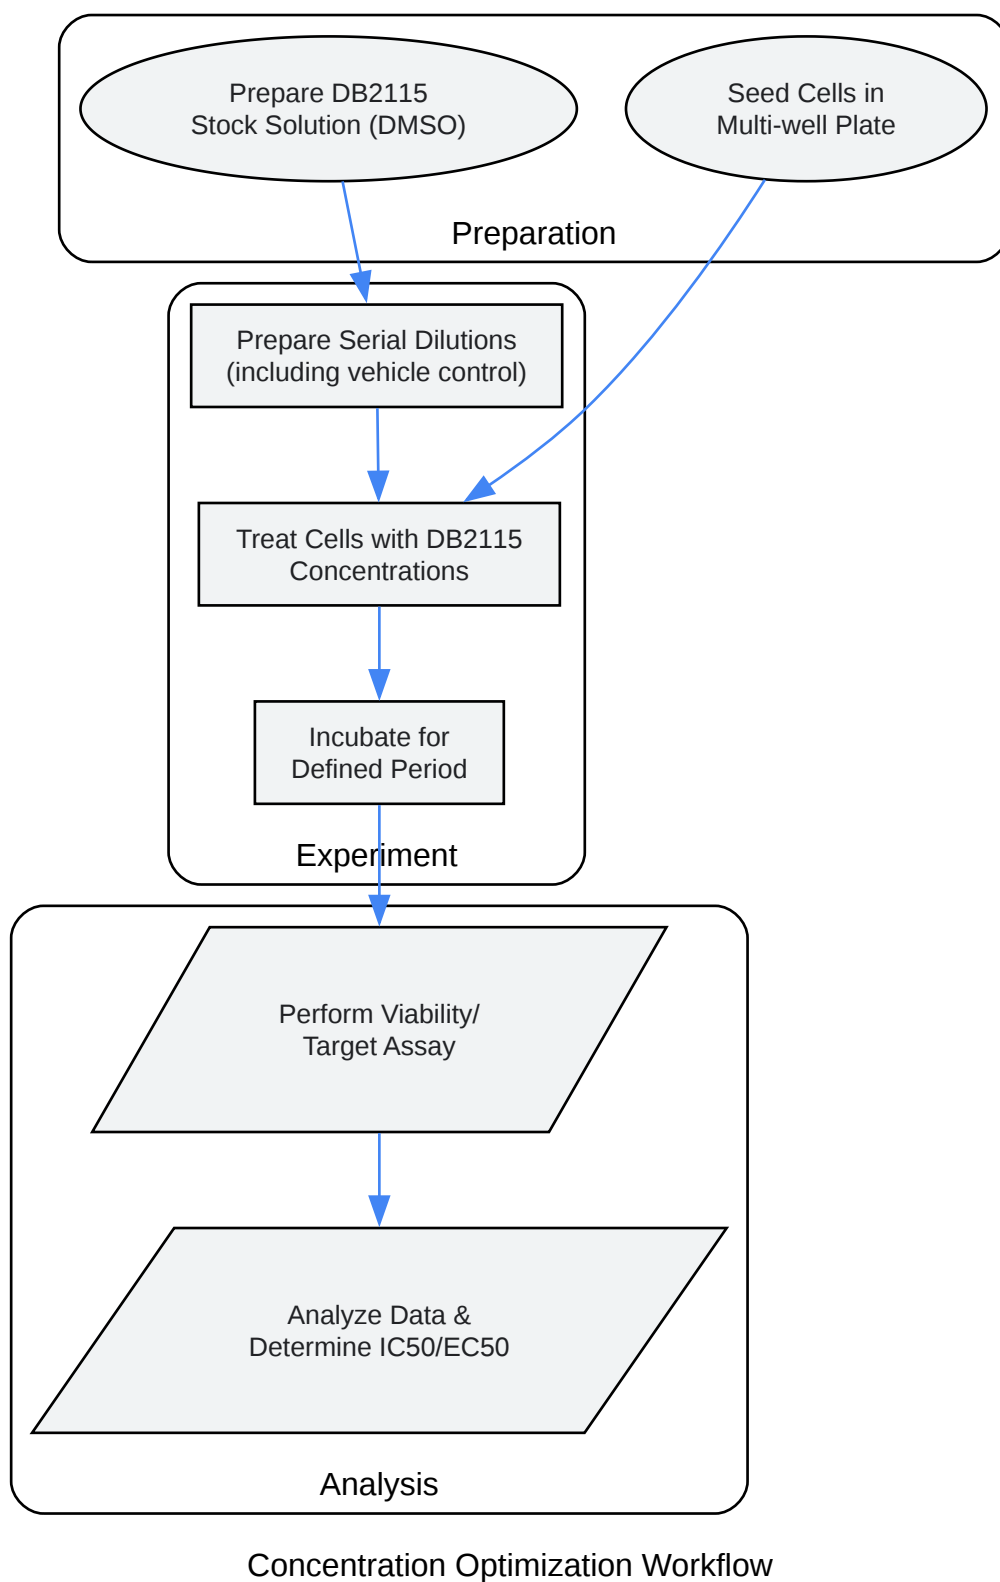 Prepare DB2115
Stock Solution (DMSO)
Seed Cells in
Multi-well Plate
Preparation
Prepare Serial Dilutions
(including vehicle control)
Treat Cells with DB2115
Concentrations
Incubate for
Defined Period
Experiment
Perform Viability/
Target Assay
Analyze Data &
Determine IC50/EC50
Analysis
Concentration Optimization Workflow